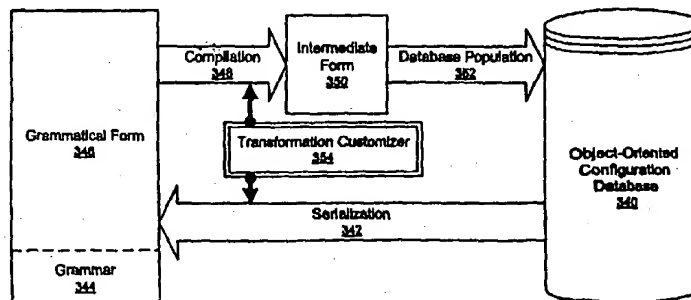 Compilation
348
Intermediate
Form
350
Database Population
352
Grammatical Form
346
Transformation Customizer
354
Object-Oriented
Configuration
Database
340
Serialization
342
Grammar
344